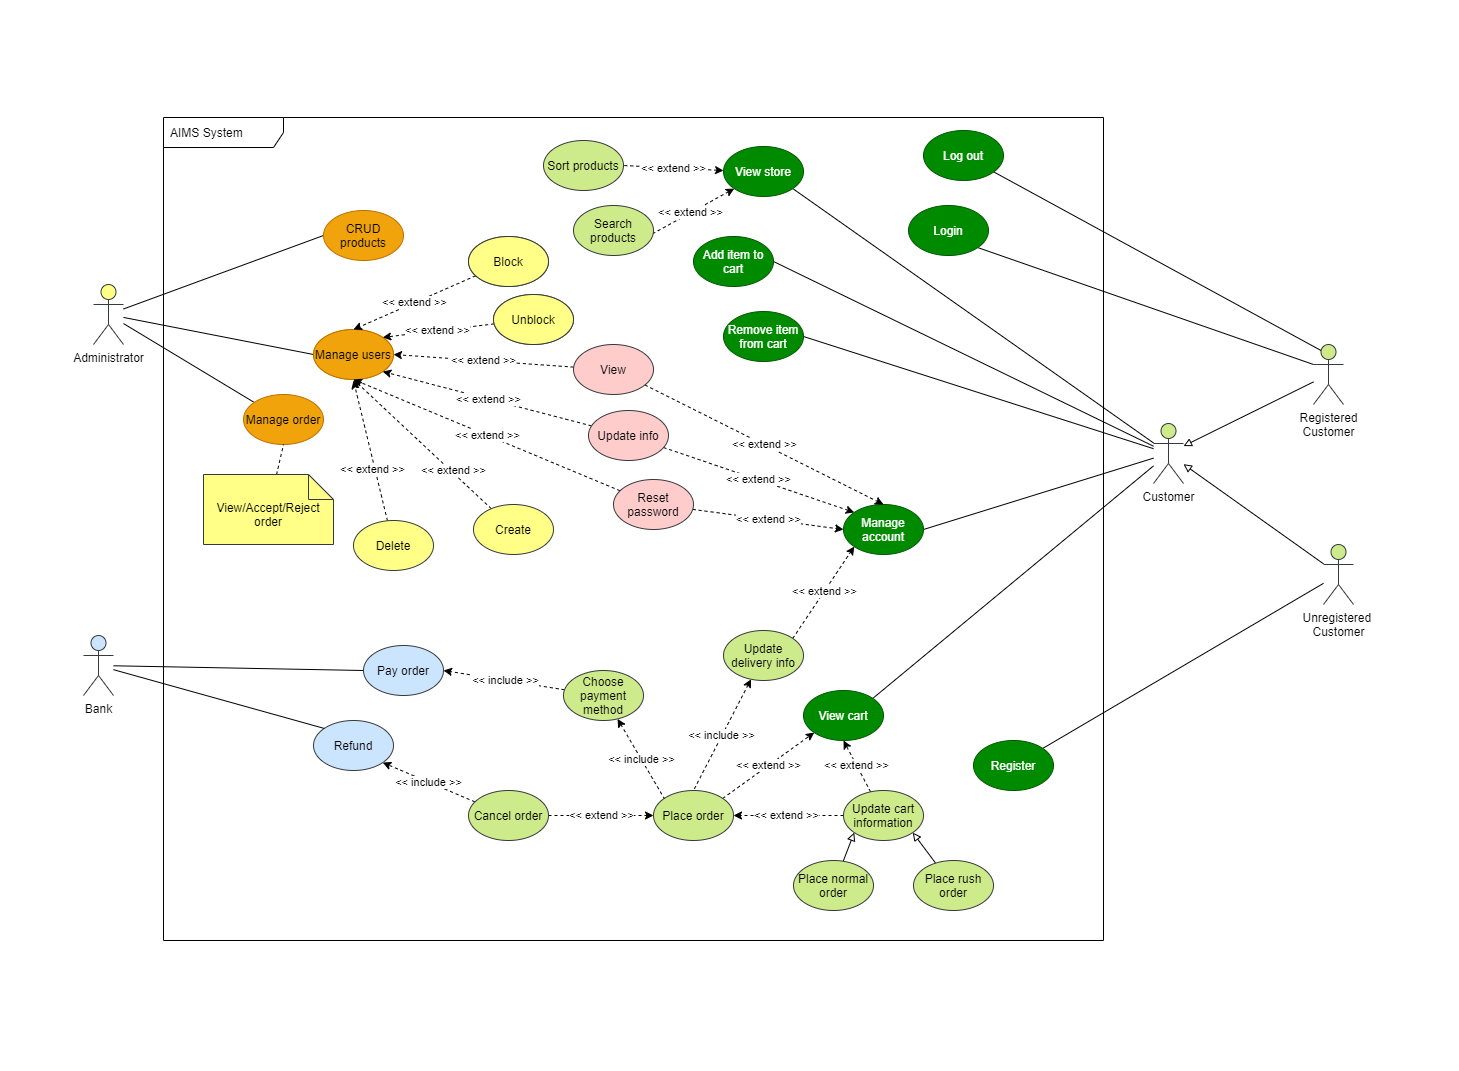 AIMS System
Sort products
<< extend >>
View store
Log out
Search
products
<< extend >>
Login
CRUD
products
Block
Add item to
cart
<< extend >>
Unblock
<< extend >>
Remove item
from cart
Administrator
Manage users
<< extend >>
View
Manage order
<< extend >>
Update info
<< extend >>
<< extend >>
Registered
Customer
View/Accept/Reject
order
<< extend >>
<< extend >>
<< extend >>
Reset
password
<< extend >>
Customer
Delete
Create
Manage
account
<< extend >>
Unregistered
Customer
Bank
Pay order
<< include >>
Choose
payment
method
Update
delivery info
View cart
Refund
<< include >>
<< include >>
<< include >>
<< extend >>
<< extend >>
Register
Cancel order
<< extend >>
Place order
<< extend >>
Update cart
information
Place normal
order
Place rush
order